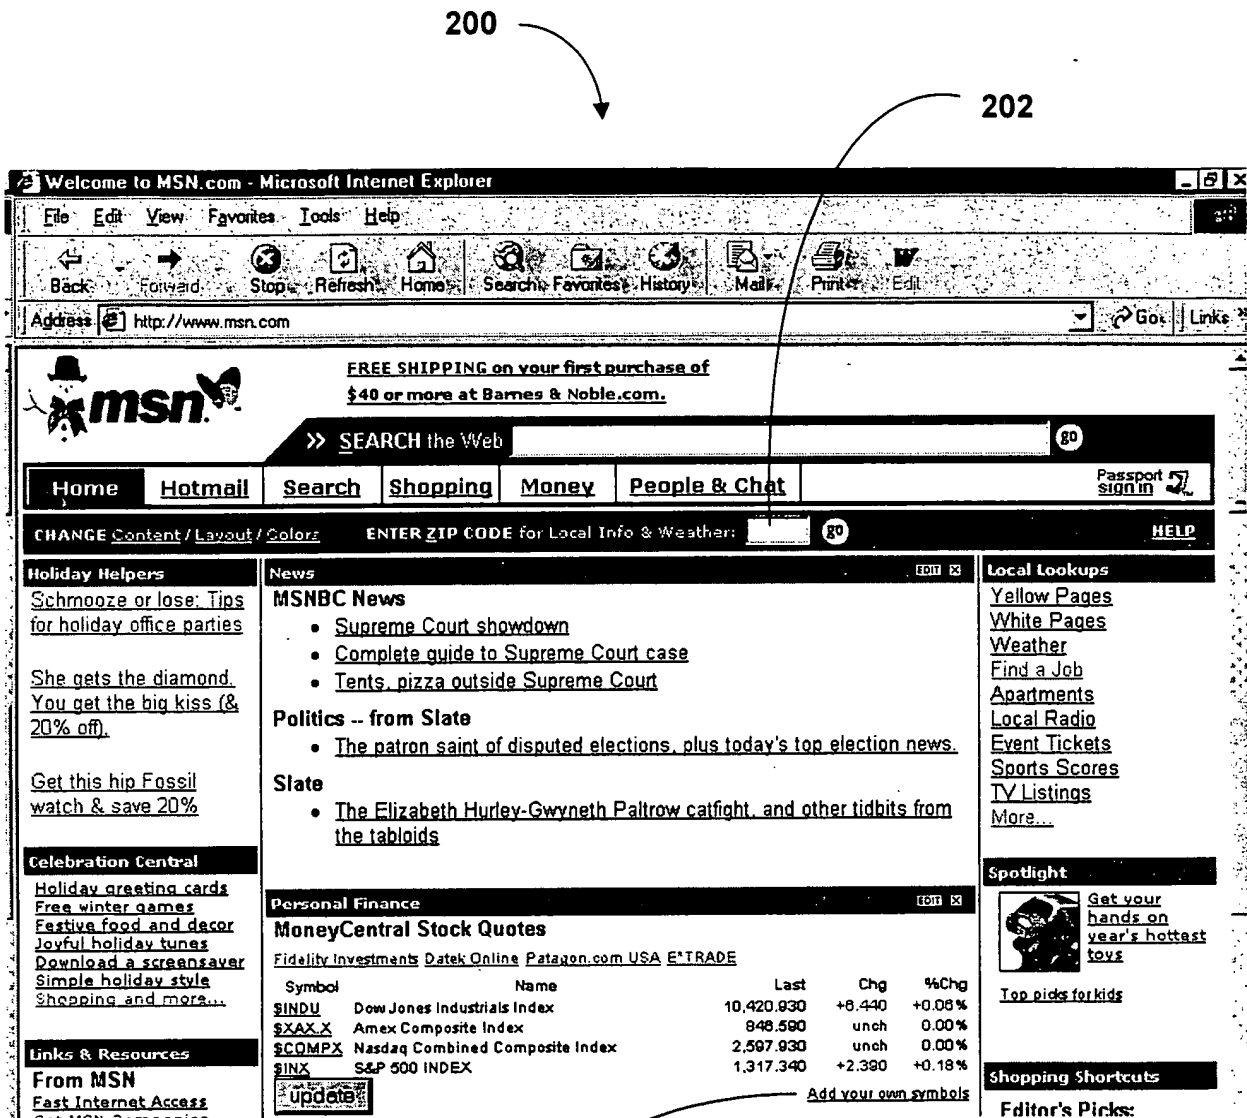 200
202
Welcome to MSN.com - Microsoft Internet Explorer
File Edit View Favorites Tools Help
Back Forward Stop Refresh Home Search Favorites History Mail Print Edit
Address http://www.msn.com Go Links »
msn
FREE SHIPPING on your first purchase of
$40 or more at Barnes & Noble.com.
>> SEARCH the Web go
Home Hotmail Search Shopping Money People & Chat Passport sign in
CHANGE Content / Layout / Colors ENTER ZIP CODE for Local Info & Weather: go HELP
Holiday Helpers
Schmooze or lose: Tips
for holiday office parties
She gets the diamond.
You get the big kiss (&
20% off).
Get this hip Fossil
watch & save 20%
Celebration Central
Holiday greeting cards
Free winter games
Festive food and decor
Joyful holiday tunes
Download a screensaver
Simple holiday style
Shopping and more...
Links & Resources
From MSN
Fast Internet Access
News EDIT X
MSNBC News
• Supreme Court showdown
• Complete guide to Supreme Court case
• Tents, pizza outside Supreme Court
Politics -- from Slate
• The patron saint of disputed elections, plus today's top election news.
Slate
• The Elizabeth Hurley-Gwyneth Paltrow catfight, and other tidbits from
the tabloids
Personal Finance EDIT X
MoneyCentral Stock Quotes
Fidelity Investments Datek Online Patagon.com USA E*TRADE
Symbol Name Last Chg %Chg
$INDU Dow Jones Industrials Index 10,420.930 +6.440 +0.06%
$XAX.X Amex Composite Index 846.590 unch 0.00%
$COMPX Nasdaq Combined Composite Index 2,597.930 unch 0.00%
$INX S&P 500 INDEX 1,317.340 +2.390 +0.18%
update Add your own symbols
Local Lookups
Yellow Pages
White Pages
Weather
Find a Job
Apartments
Local Radio
Event Tickets
Sports Scores
TV Listings
More...
Spotlight
Get your
hands on
year's hottest
toys
Top picks for kids
Shopping Shortcuts
Editor's Picks: